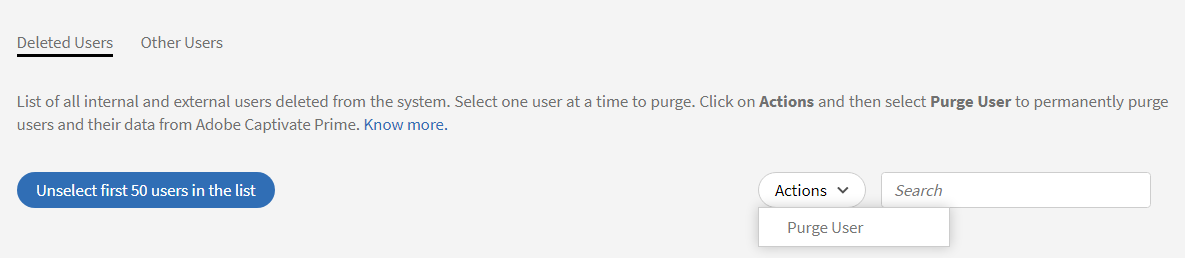 Deleted Users Other Users
List of all internal and external users deleted from the system. Select one user at a time to purge. Click on Actions and then select Purge User to permanently purge
users and their data from Adobe Captivate Prime. Know more.
Unselect first 50 users in the list Actions Search
Purge User